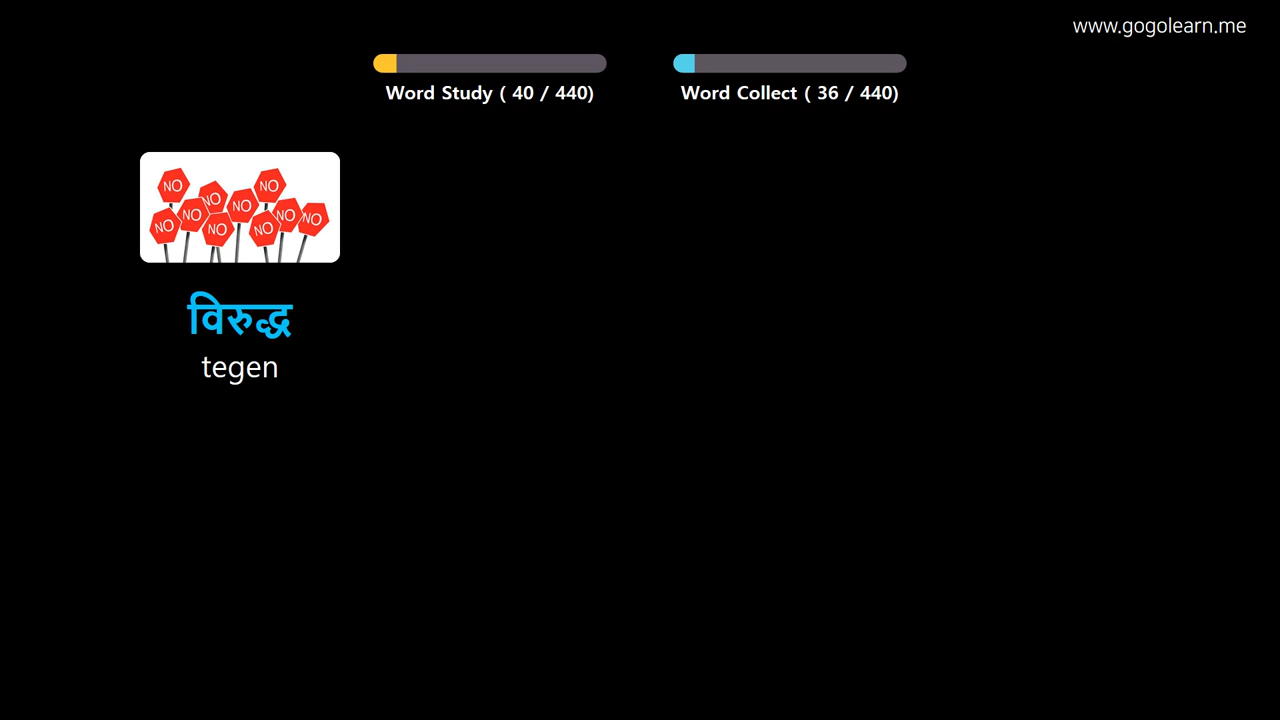 www.gogolearn.me
Word Study ( 40 / 440)
Word Collect ( 36 / 440)
NO NO NO NO NO NO NO NO NO NO
विरुद्ध
tegen